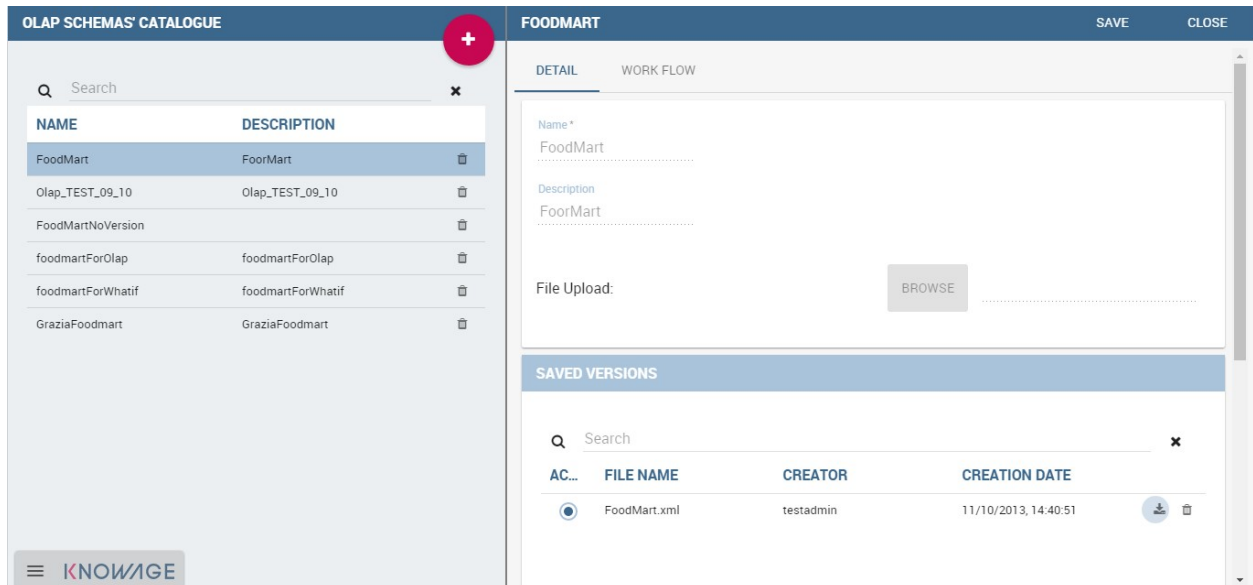 OLAP SCHEMAS' CATALOGUE
+
Search
NAME DESCRIPTION
FoodMart FoorMart
Olap_TEST_09_10 Olap_TEST_09_10
FoodMartNoVersion
foodmartForOlap foodmartForOlap
foodmartForWhatif foodmartForWhatif
GraziaFoodmart GraziaFoodmart
KNOWAGE
FOODMART SAVE CLOSE
DETAIL WORK FLOW
Name *
FoodMart
Description
FoorMart
File Upload: BROWSE
SAVED VERSIONS
Search
AC... FILE NAME CREATOR CREATION DATE
FoodMart.xml testadmin 11/10/2013, 14:40:51